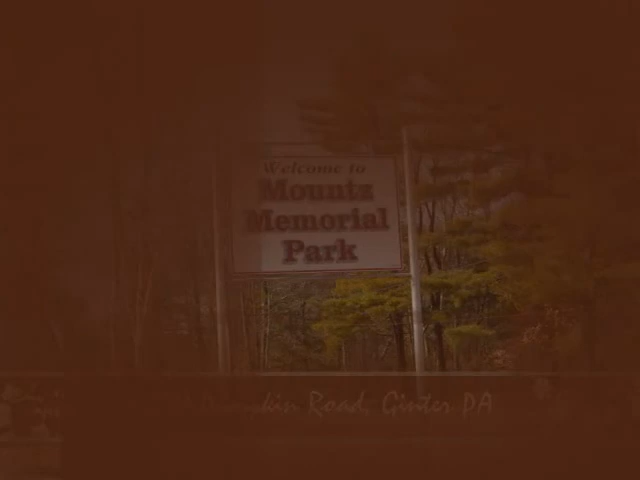 Welcome to
Mountz
Memorial
Park
Road, Ginter PA